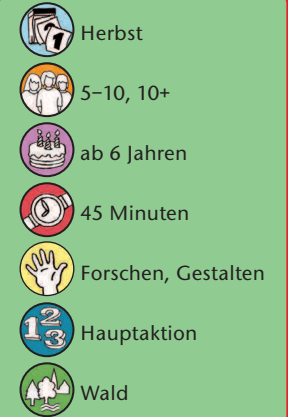 Herbst
5–10, 10+
ab 6 Jahren
45 Minuten
Forschen, Gestalten
Hauptaktion
Wald